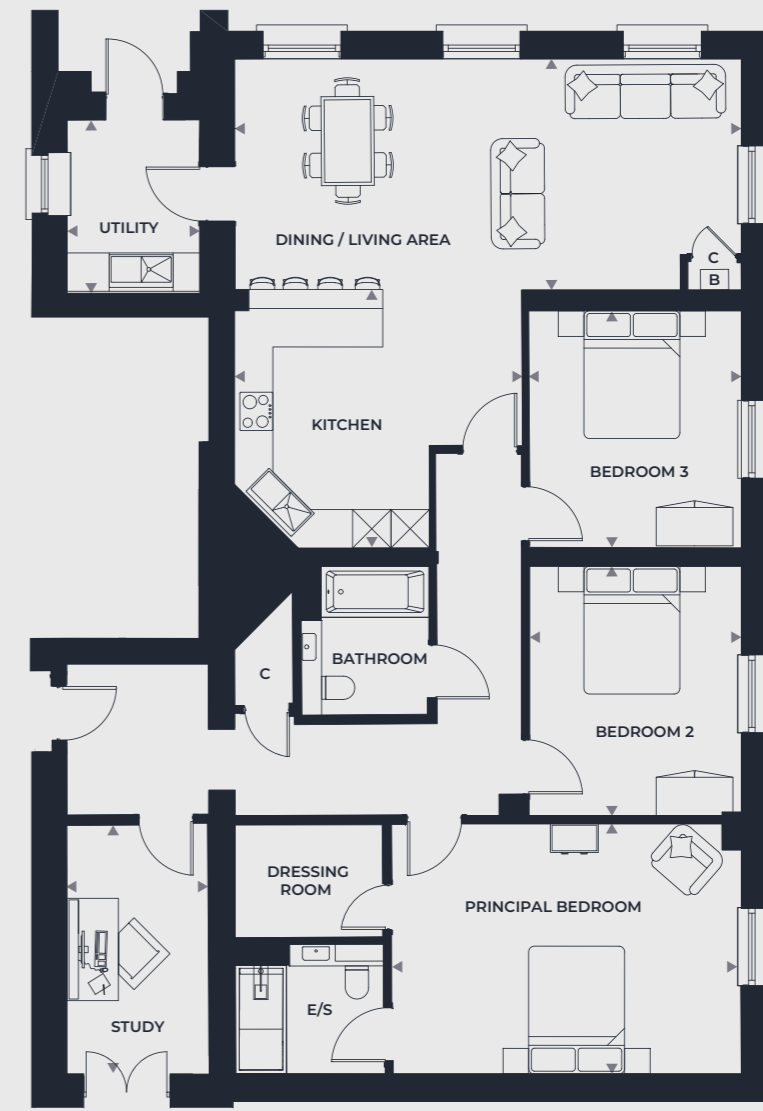 UTILITY
DINING / LIVING AREA
C
B
KITCHEN
BEDROOM 3
BATHROOM
C
BEDROOM 2
DRESSING
ROOM
PRINCIPAL BEDROOM
E/S
STUDY